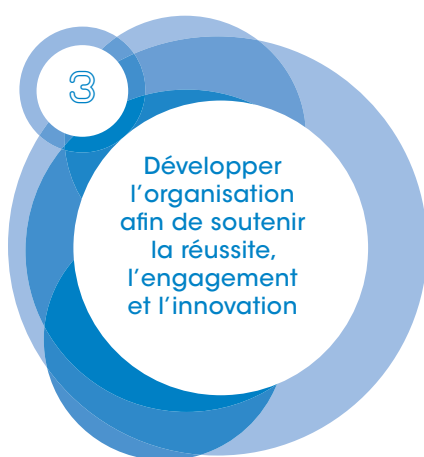 3
Développer
l’organisation
afin de soutenir
la réussite,
l’engagement
et l’innovation